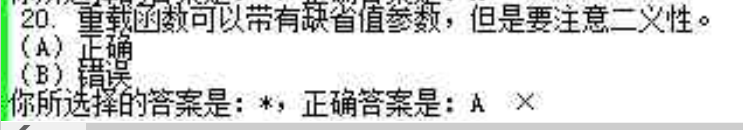 20. 重载函数可以带有缺省值参数，但是要注意二义性。
(A) 正确
(B) 错误
你所选择的答案是: *, 正确答案是: A ×